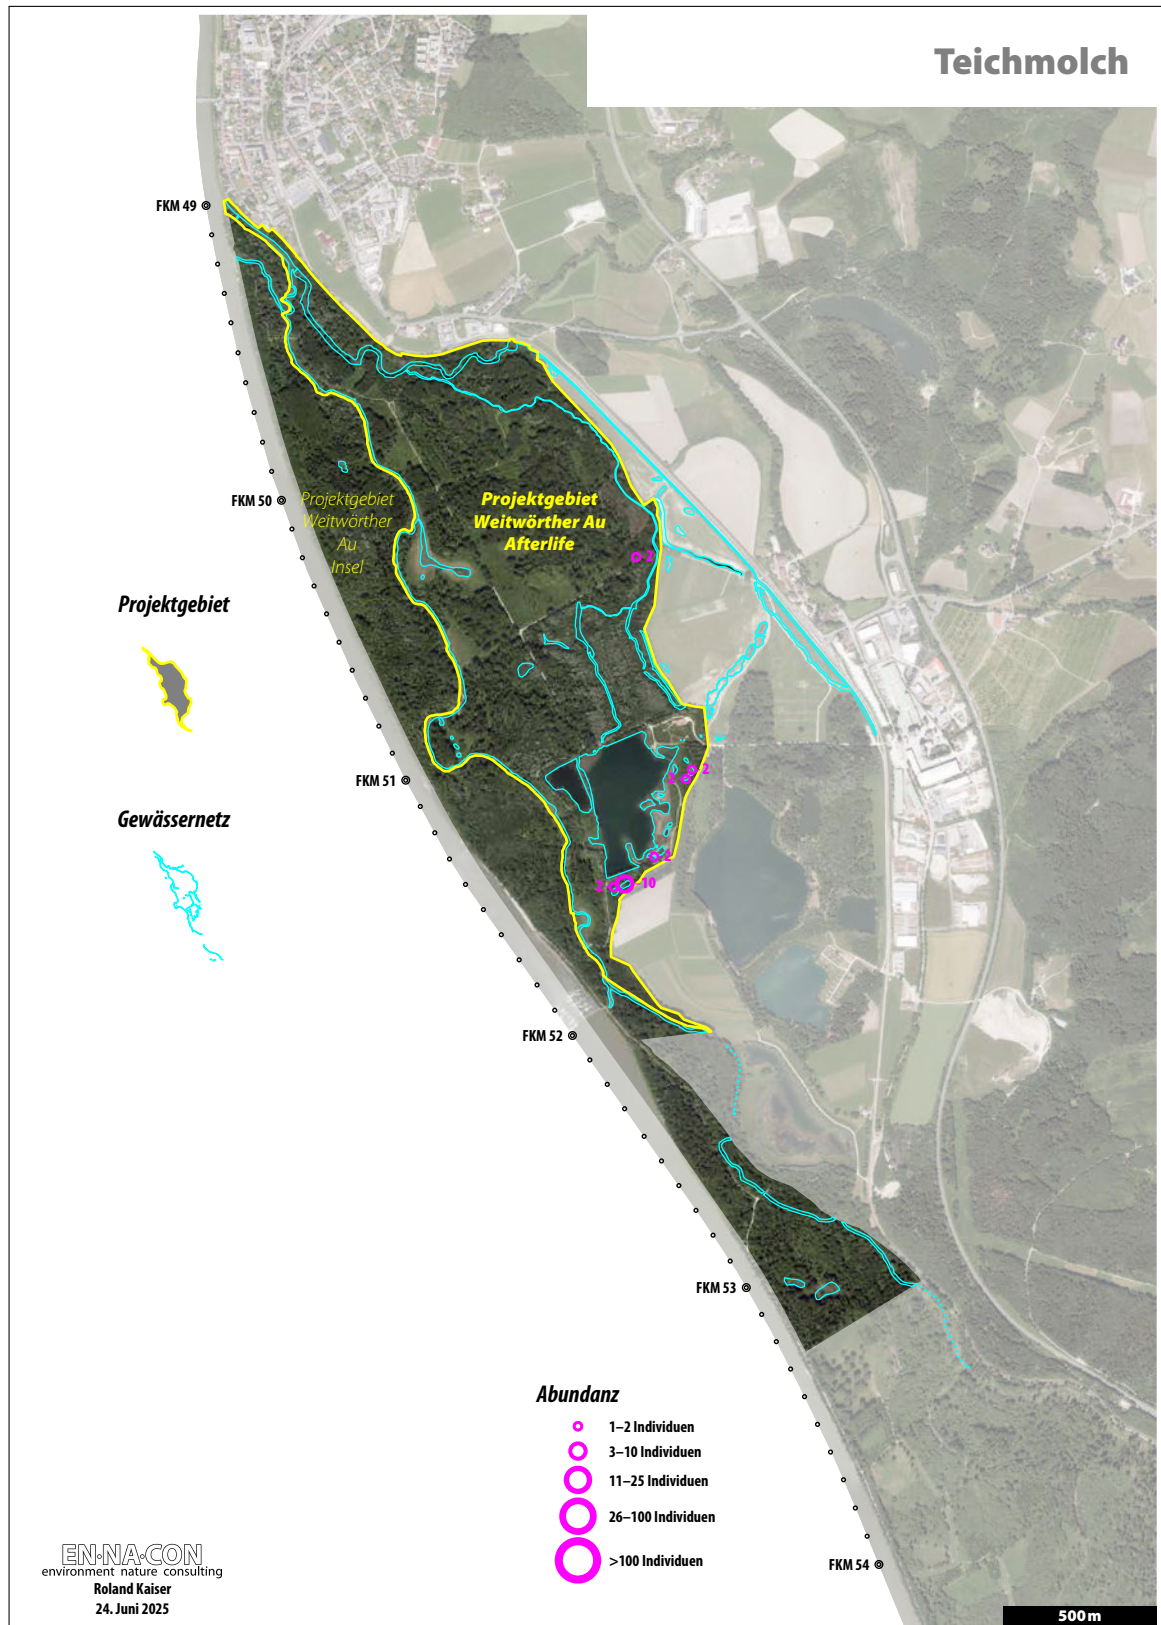 Teichmolch
FKM 49
FKM 50
Projektgebiet
Weitwörther
Au
Insel
Projektgebiet
Weitwörther Au
Afterlife
2
Projektgebiet
Gewässernetz
FKM 51
2
2
2
2
10
FKM 52
FKM 53
Abundanz
1–2 Individuen
3–10 Individuen
11–25 Individuen
26–100 Individuen
>100 Individuen
FKM 54
EN·NA·CON
environment nature consulting
Roland Kaiser
24. Juni 2025
500 m